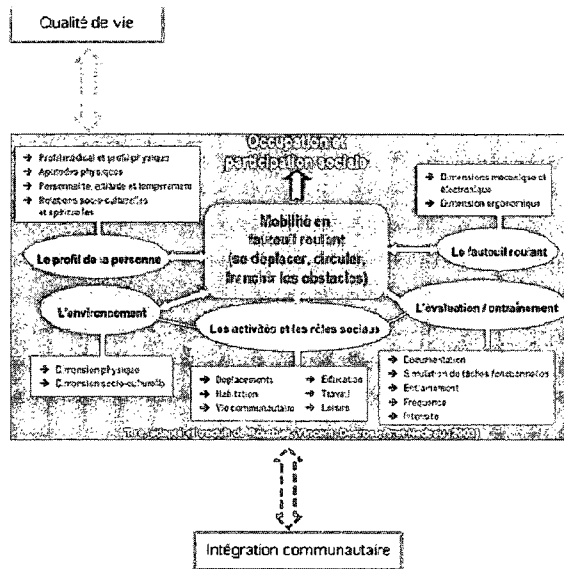 Qualité de vie
Occupation et
participation sociale
→ Profil médical et profil physique
→ Aptitudes physiques
→ Personnalité, attitude et tempérament
→ Relations socio-culturelles
et spirituelles
→ Dimensions mécanique et
électronique
→ Dimension ergonomique
Mobilité en
fauteuil roulant
(se déplacer, circuler,
franchir les obstacles)
Le profil de la personne
Le fauteuil roulant
L'environnement
Les activités et les rôles sociaux
L'évaluation / entraînement
→ Dimension physique
→ Dimension socio-culturelle
→ Déplacements
→ Habitation
→ Vie communautaire
→ Éducation
→ Travail
→ Loisirs
→ Documentation
→ Simulation de tâches fonctionnelles
→ Entraînement
→ Fréquence
→ Intensité
Intégration communautaire